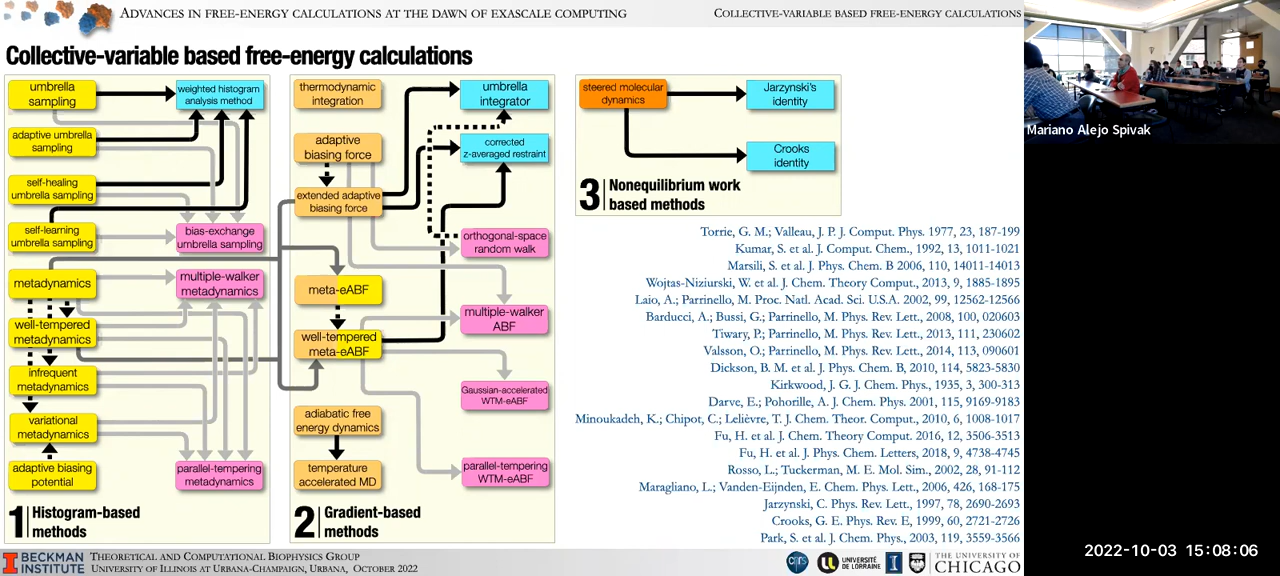 ADVANCES IN FREE-ENERGY CALCULATIONS AT THE DAWN OF EXASCALE COMPUTING
COLLECTIVE-VARIABLE BASED FREE-ENERGY CALCULATIONS
Collective-variable based free-energy calculations
umbrella
sampling
weighted histogram
analysis method
adaptive umbrella
sampling
self-healing
umbrella sampling
self-learning
umbrella sampling
bias-exchange
umbrella sampling
metadynamics
multiple-walker
metadynamics
well-tempered
metadynamics
infrequent
metadynamics
variational
metadynamics
adaptive biasing
potential
parallel-tempering
metadynamics
1 Histogram-based
methods
thermodynamic
integration
umbrella
integrator
adaptive
biasing force
corrected
z-averaged restraint
extended adaptive
biasing force
orthogonal-space
random walk
meta-eABF
multiple-walker
ABF
well-tempered
meta-eABF
Gaussian-accelerated
WTM-eABF
adiabatic free
energy dynamics
temperature
accelerated MD
parallel-tempering
WTM-eABF
2 Gradient-based
methods
steered molecular
dynamics
Jarzynski's
identity
Crooks
identity
3 Nonequilibrium work
based methods
Torrie, G. M.; Valleau, J. P. J. Comput. Phys. 1977, 23, 187-199
Kumar, S. et al J. Comput. Chem., 1992, 13, 1011-1021
Marsili, S. et al J. Phys. Chem. B 2006, 110, 14011-14013
Wojtas-Niziurski, W. et al J. Chem. Theory Comput., 2013, 9, 1885-1895
Laio, A.; Parrinello, M. Proc. Natl. Acad. Sci. U.S.A. 2002, 99, 12562-12566
Barducci, A.; Bussi, G.; Parrinello, M. Phys. Rev. Lett., 2008, 100, 020603
Tiwary, P.; Parrinello, M. Phys. Rev. Lett., 2013, 111, 230602
Valsson, O.; Parrinello, M. Phys. Rev. Lett., 2014, 113, 090601
Dickson, B. M. et al J. Phys. Chem. B, 2010, 114, 5823-5830
Kirkwood, J. G. J. Chem. Phys., 1935, 3, 300-313
Darve, E.; Pohorille, A. J. Chem. Phys. 2001, 115, 9169-9183
Minoukadeh, K.; Chipot, C.; Lelièvre, T. J. Chem. Theor. Comput., 2010, 6, 1008-1017
Fu, H. et al J. Chem. Theory Comput. 2016, 12, 3506-3513
Fu, H. et al J. Phys. Chem. Letters, 2018, 9, 4738-4745
Rosso, L.; Tuckerman, M. E. Mol. Sim., 2002, 28, 91-112
Maragliano, L.; Vanden-Eijnden, E. Chem. Phys. Lett., 2006, 426, 168-175
Jarzynski, C. Phys. Rev. Lett., 1997, 78, 2690-2693
Crooks, G. E. Phys. Rev. E, 1999, 60, 2721-2726
Park, S. et al J. Chem. Phys., 2003, 119, 3559-3566
Mariano Alejo Spivak
2022-10-03 15:08:06
I BECKMAN
INSTITUTE
THEORETICAL AND COMPUTATIONAL BIOPHYSICS GROUP
UNIVERSITY OF ILLINOIS AT URBANA-CHAMPAIGN, URBANA, OCTOBER 2022
cnrs
UNIVERSITÉ
DE LORRAINE
I
THE UNIVERSITY OF
CHICAGO